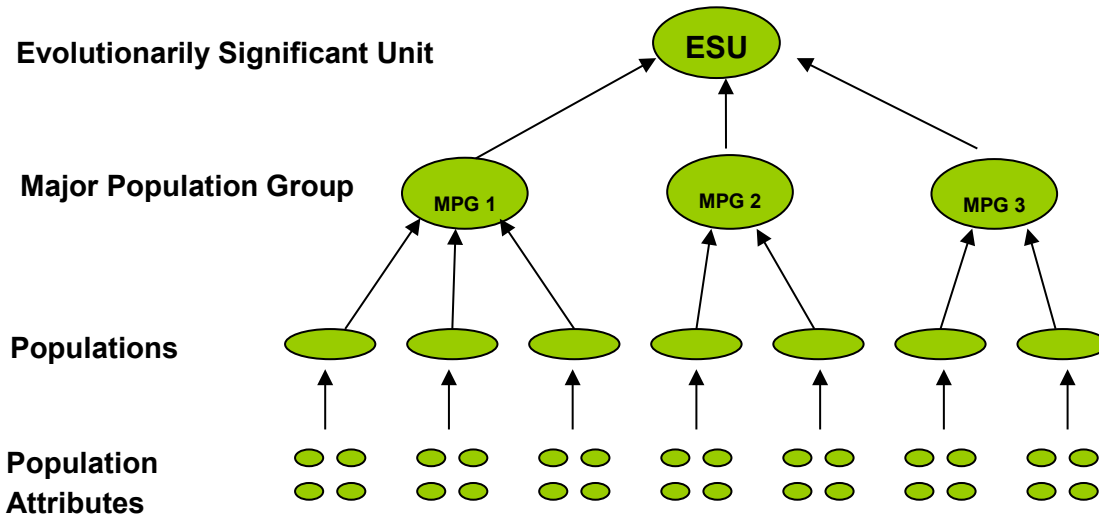 Evolutionarily Significant Unit
ESU
Major Population Group
MPG 1
MPG 2
MPG 3
Populations
Population
Attributes